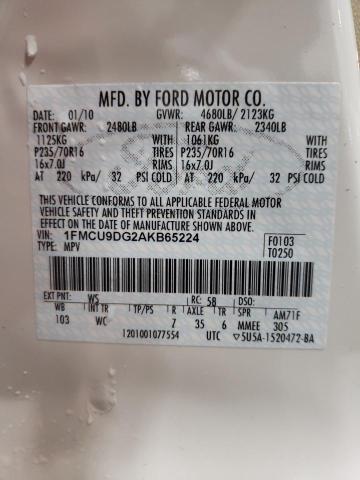 MFD. BY FORD MOTOR CO.
DATE: 01/10 GVWR: 4680LB/ 2123KG
FRONT GAWR: 2480LB REAR GAWR: 2340LB
1125KG WITH 1061KG WITH
P235/70R16 TIRES P235/70R16 TIRES
16x7.0J RIMS 16x7.0J RIMS
AT 220 kPa/ 32 PSI COLD AT 220 kPa/ 32 PSI COLD
THIS VEHICLE CONFORMS TO ALL APPLICABLE FEDERAL MOTOR
VEHICLE SAFETY AND THEFT PREVENTION STANDARDS IN EFFECT
ON THE DATE OF MANUFACTURE SHOWN ABOVE.
VIN: 1FMCU9DG2AKB65224 F0103
TYPE: MPV T0250
EXT PNT: WS RC: 58 DSO:
WB INT TR TP/PS R AXLE TR SPR AM71F
103 WC 7 35 6 MMEE 305
1201001077554 UTC ▽5U5A-1520472-BA